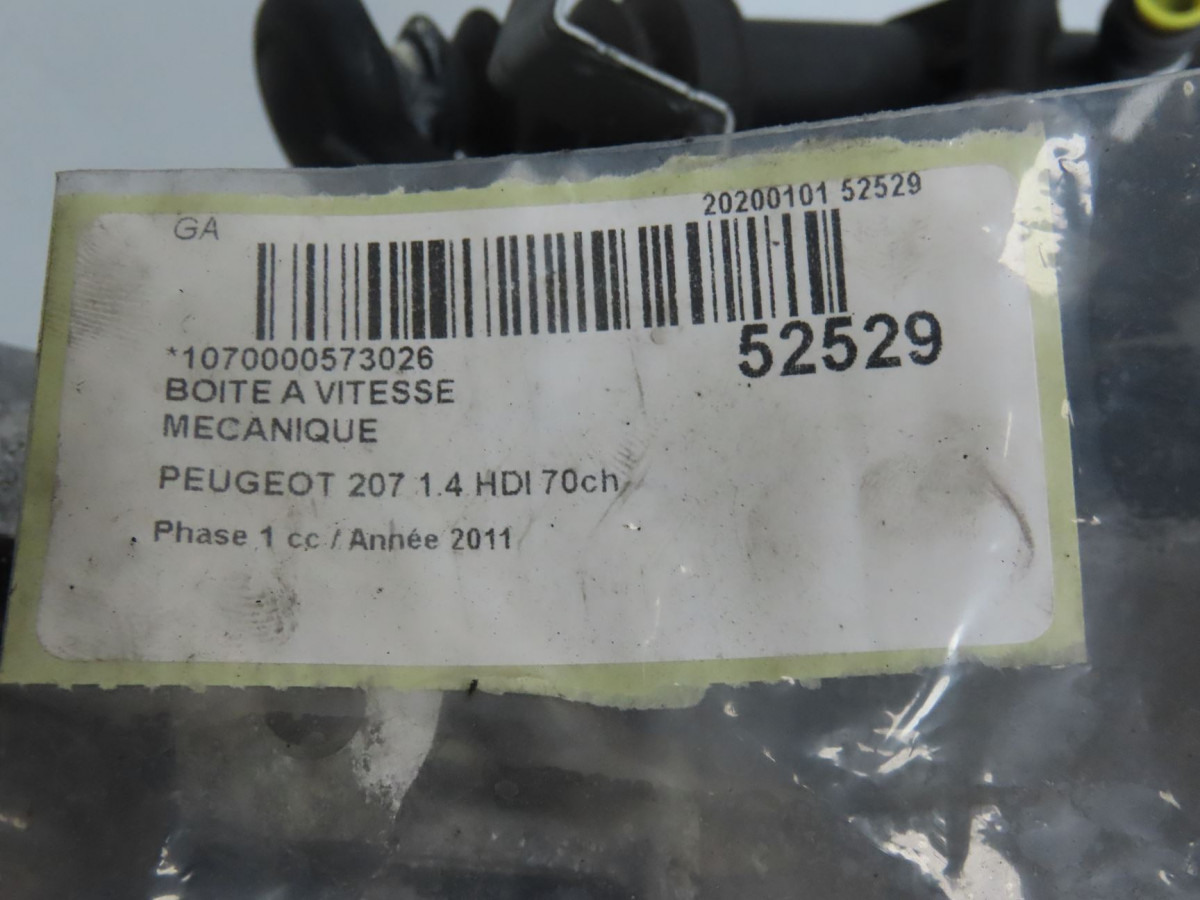 GA
20200101 52529
*1070000573026
52529
BOITE A VITESSE
MECANIQUE
PEUGEOT 207 1.4 HDI 70ch
Phase 1 cc / Année 2011